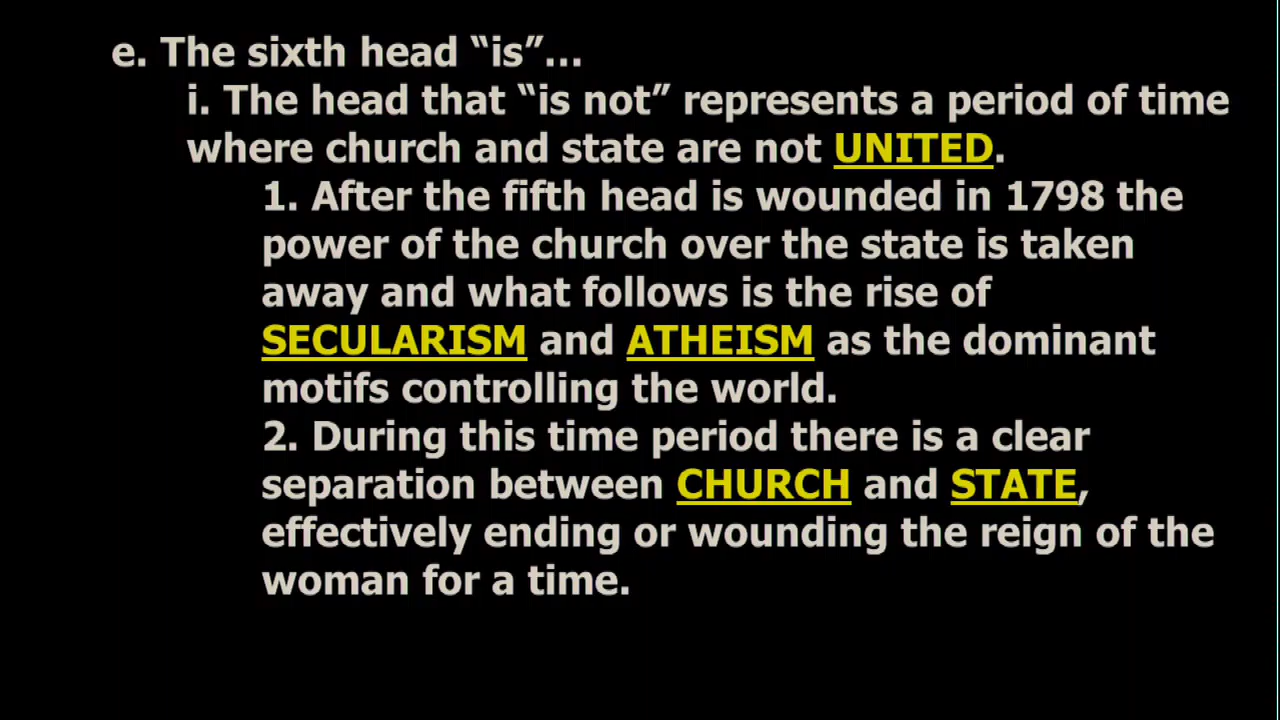 e. The sixth head “is”…
i. The head that “is not” represents a period of time
where church and state are not UNITED.
1. After the fifth head is wounded in 1798 the
power of the church over the state is taken
away and what follows is the rise of
SECULARISM and ATHEISM as the dominant
motifs controlling the world.
2. During this time period there is a clear
separation between CHURCH and STATE,
effectively ending or wounding the reign of the
woman for a time.